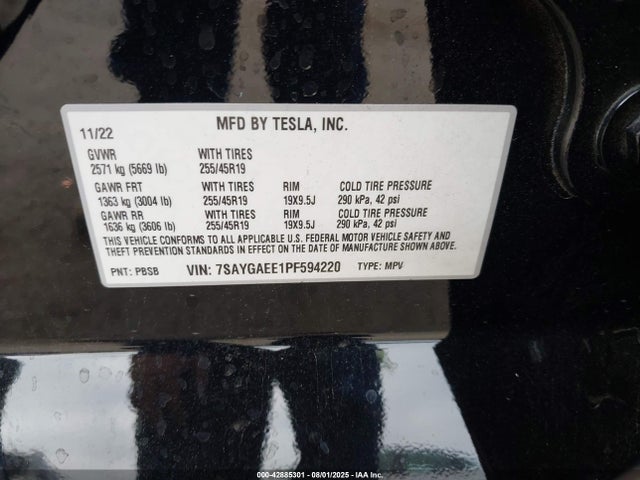 11/22 MFD BY TESLA, INC.
GVWR WITH TIRES
2571 kg (5669 lb) 255/45R19
GAWR FRT WITH TIRES RIM COLD TIRE PRESSURE
1363 kg (3004 lb) 255/45R19 19X9.5J 290 kPa, 42 psi
GAWR RR WITH TIRES RIM COLD TIRE PRESSURE
1636 kg (3606 lb) 255/45R19 19X9.5J 290 kPa, 42 psi
THIS VEHICLE CONFORMS TO ALL APPLICABLE U.S. FEDERAL MOTOR VEHICLE SAFETY AND
THEFT PREVENTION STANDARDS IN EFFECT ON THE DATE OF MANUFACTURE SHOWN ABOVE.
PNT: PBSB VIN: 7SAYGAEE1PF594220 TYPE: MPV
000-42885301 - 08/01/2025 - IAA Inc.